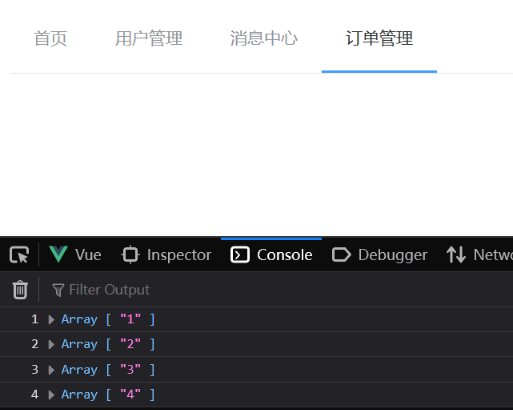 首页 用户管理 消息中心 订单管理
Vue Inspector Console Debugger Netwo
Filter Output
1 Array [ "1" ]
2 Array [ "2" ]
3 Array [ "3" ]
4 Array [ "4" ]